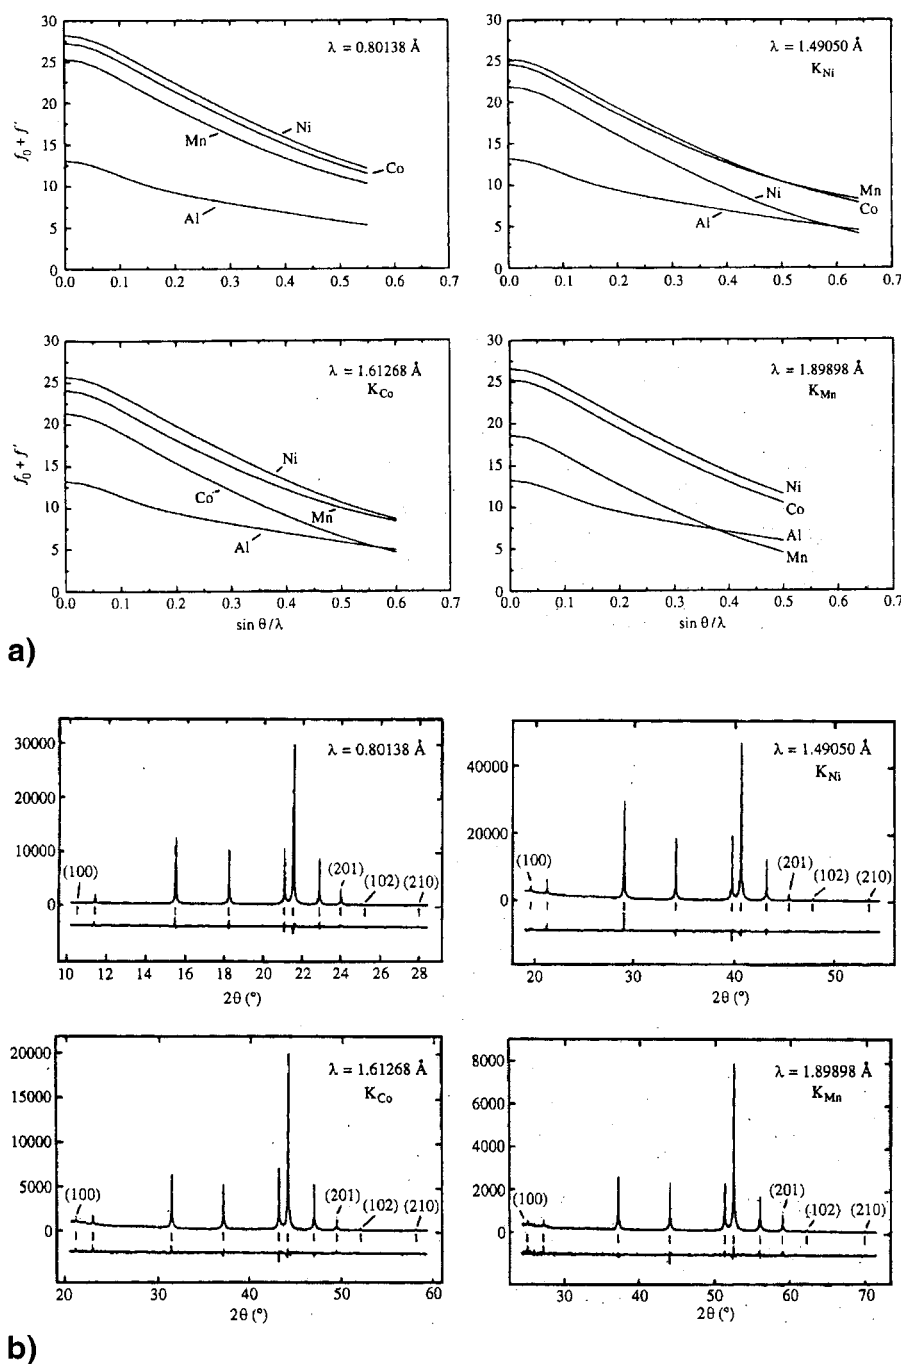 30
25
20
15
10
5
0
f₀ + f′
λ = 0.80138 Å
Ni
Mn
Co
Al
0.0 0.1 0.2 0.3 0.4 0.5 0.6 0.7
30
25
20
15
10
5
0
λ = 1.49050 Å
K_Ni
Ni
Mn
Co
Al
0.0 0.1 0.2 0.3 0.4 0.5 0.6 0.7
30
25
20
15
10
5
0
f₀ + f′
λ = 1.61268 Å
K_Co
Ni
Co
Mn
Al
0.0 0.1 0.2 0.3 0.4 0.5 0.6 0.7
sin θ/λ
30
25
20
15
10
5
0
λ = 1.89898 Å
K_Mn
Ni
Co
Al
Mn
0.0 0.1 0.2 0.3 0.4 0.5 0.6 0.7
sin θ/λ
a)
30000
20000
10000
0
λ = 0.80138 Å
(100)
(201)
(102)
(210)
10 12 14 16 18 20 22 24 26 28
2θ (°)
40000
20000
0
λ = 1.49050 Å
K_Ni
(100)
(201)
(102)
(210)
20 30 40 50
2θ (°)
20000
15000
10000
5000
0
λ = 1.61268 Å
K_Co
(100)
(201)
(102)
(210)
20 30 40 50 60
2θ (°)
8000
6000
4000
2000
0
λ = 1.89898 Å
K_Mn
(100)
(201)
(102)
(210)
30 40 50 60 70
2θ (°)
b)